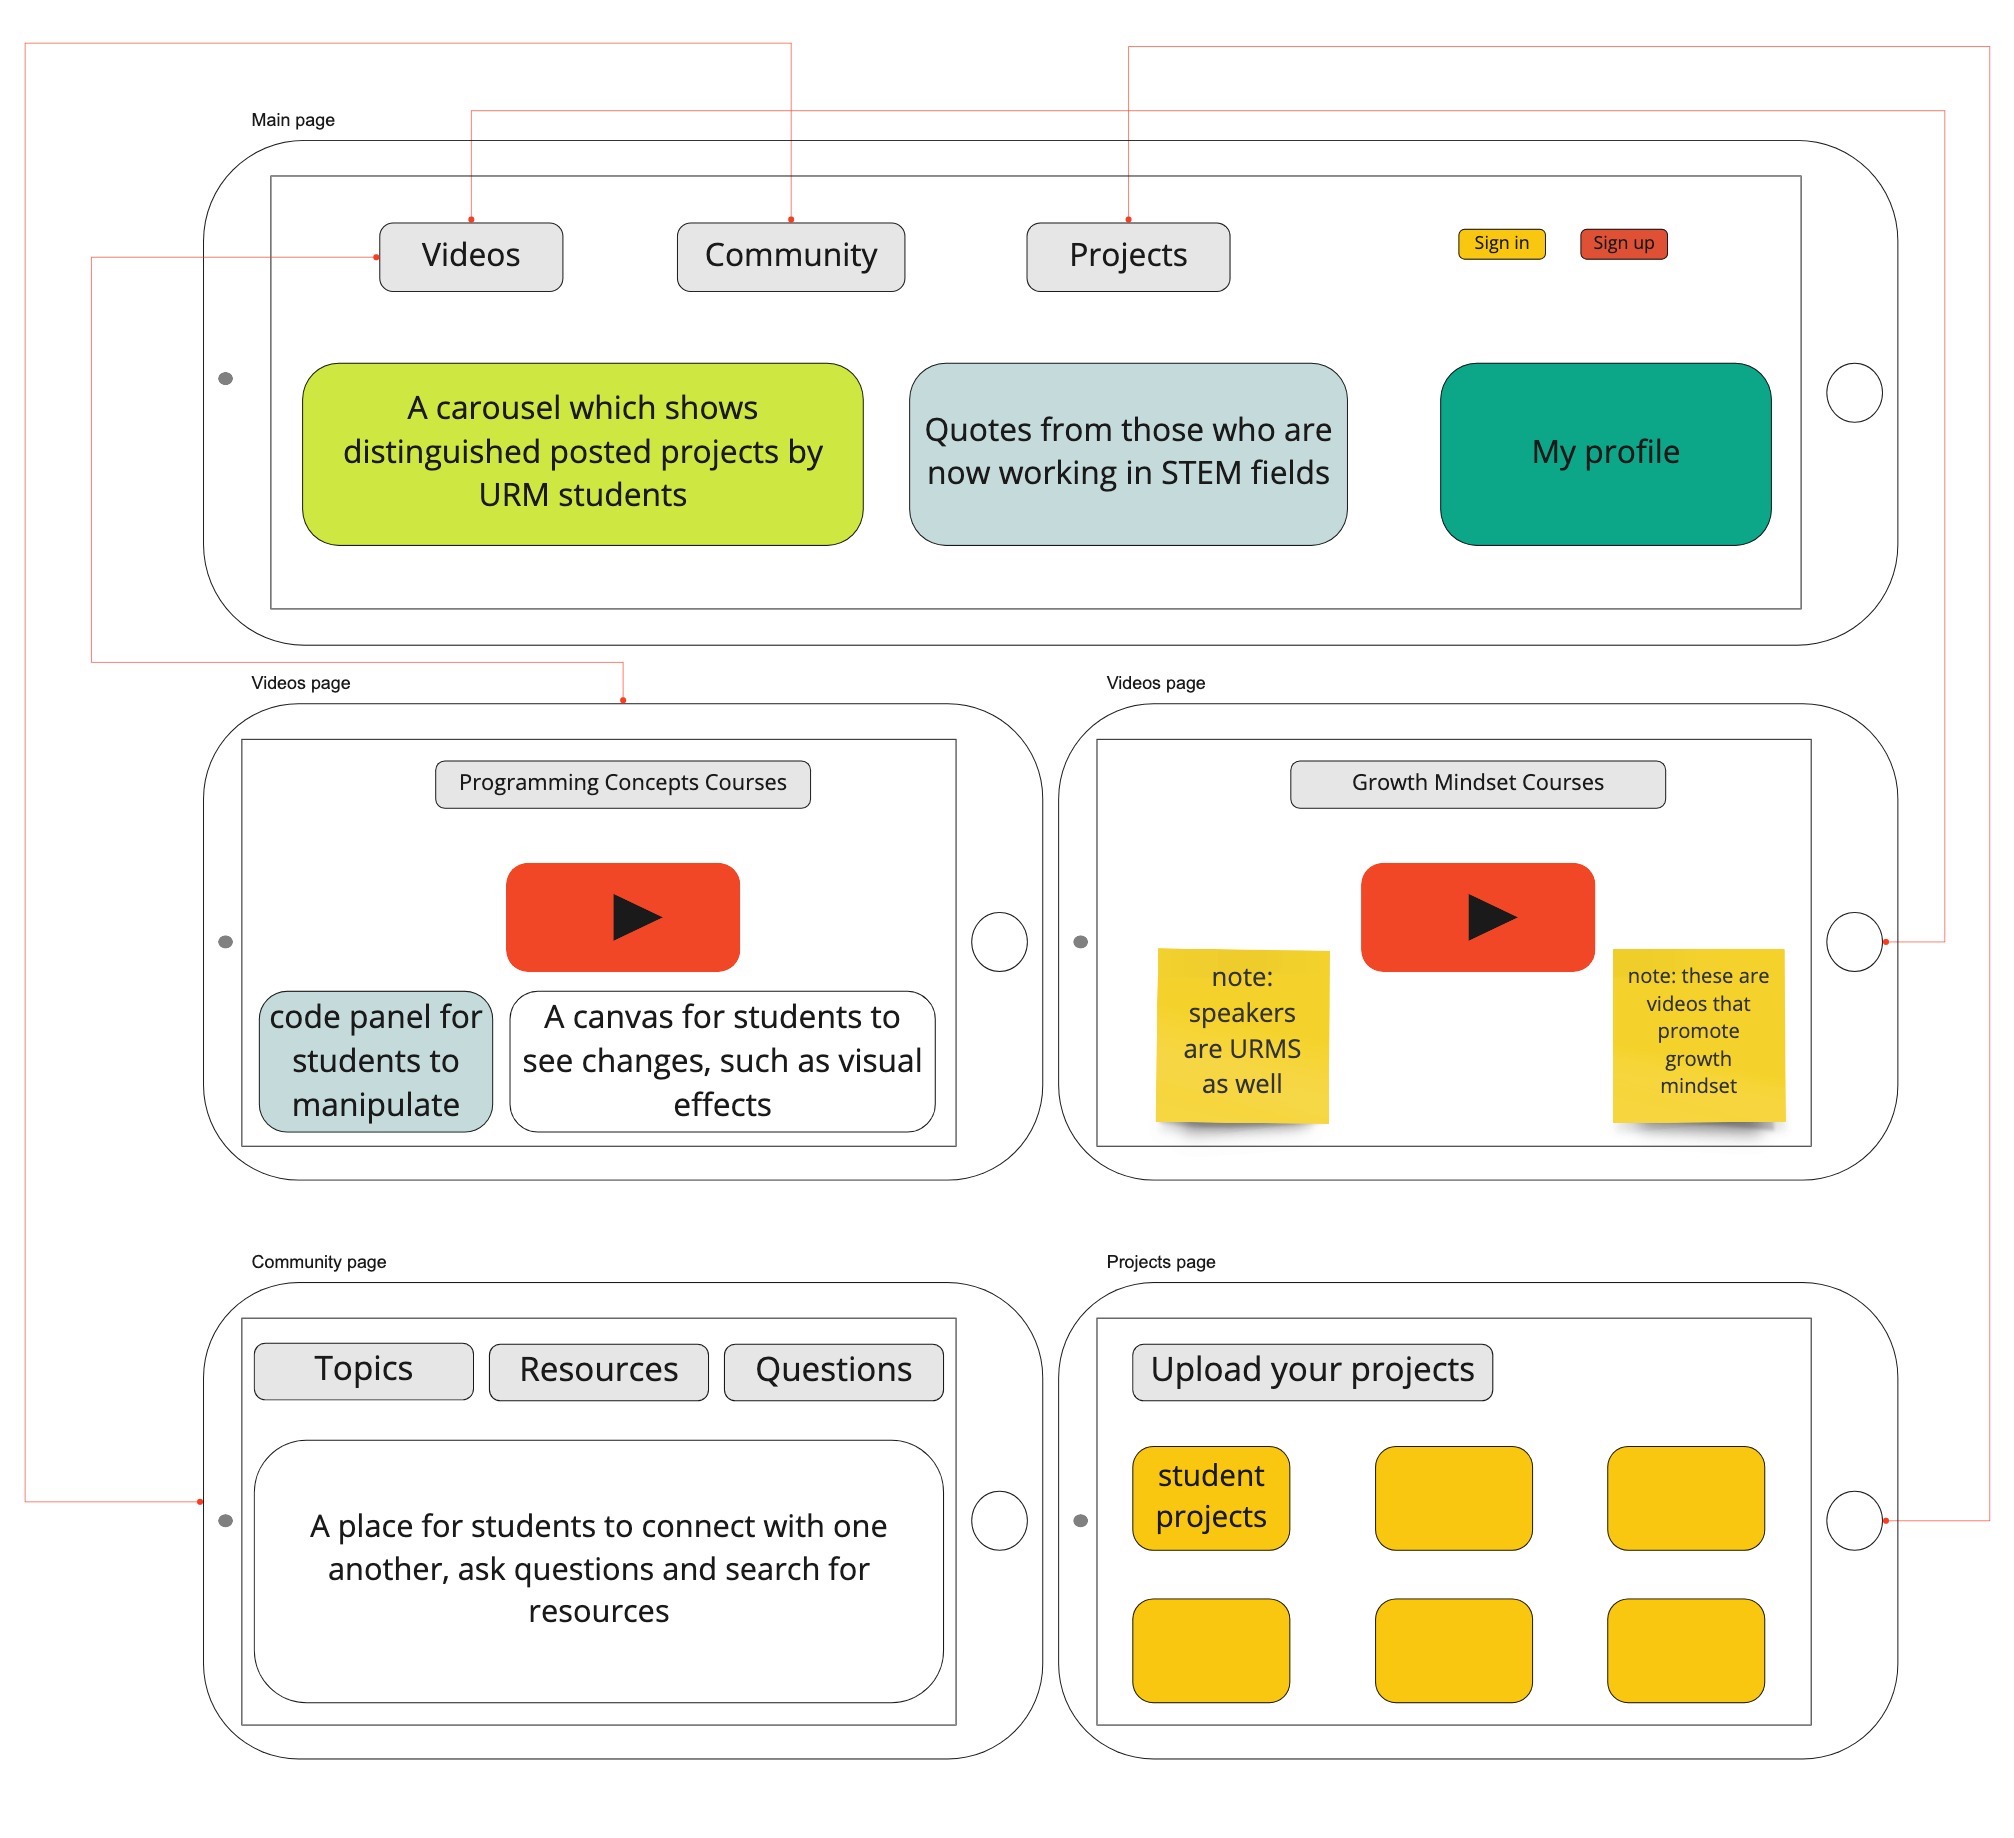 Main page
Videos
Community
Projects
Sign in
Sign up
A carousel which shows
distinguished posted projects by
URM students
Quotes from those who are
now working in STEM fields
My profile
Videos page
Programming Concepts Courses
code panel for
students to
manipulate
A canvas for students to
see changes, such as visual
effects
Videos page
Growth Mindset Courses
note:
speakers
are URMS
as well
note: these are
videos that
promote
growth
mindset
Community page
Topics
Resources
Questions
A place for students to connect with one
another, ask questions and search for
resources
Projects page
Upload your projects
student
projects